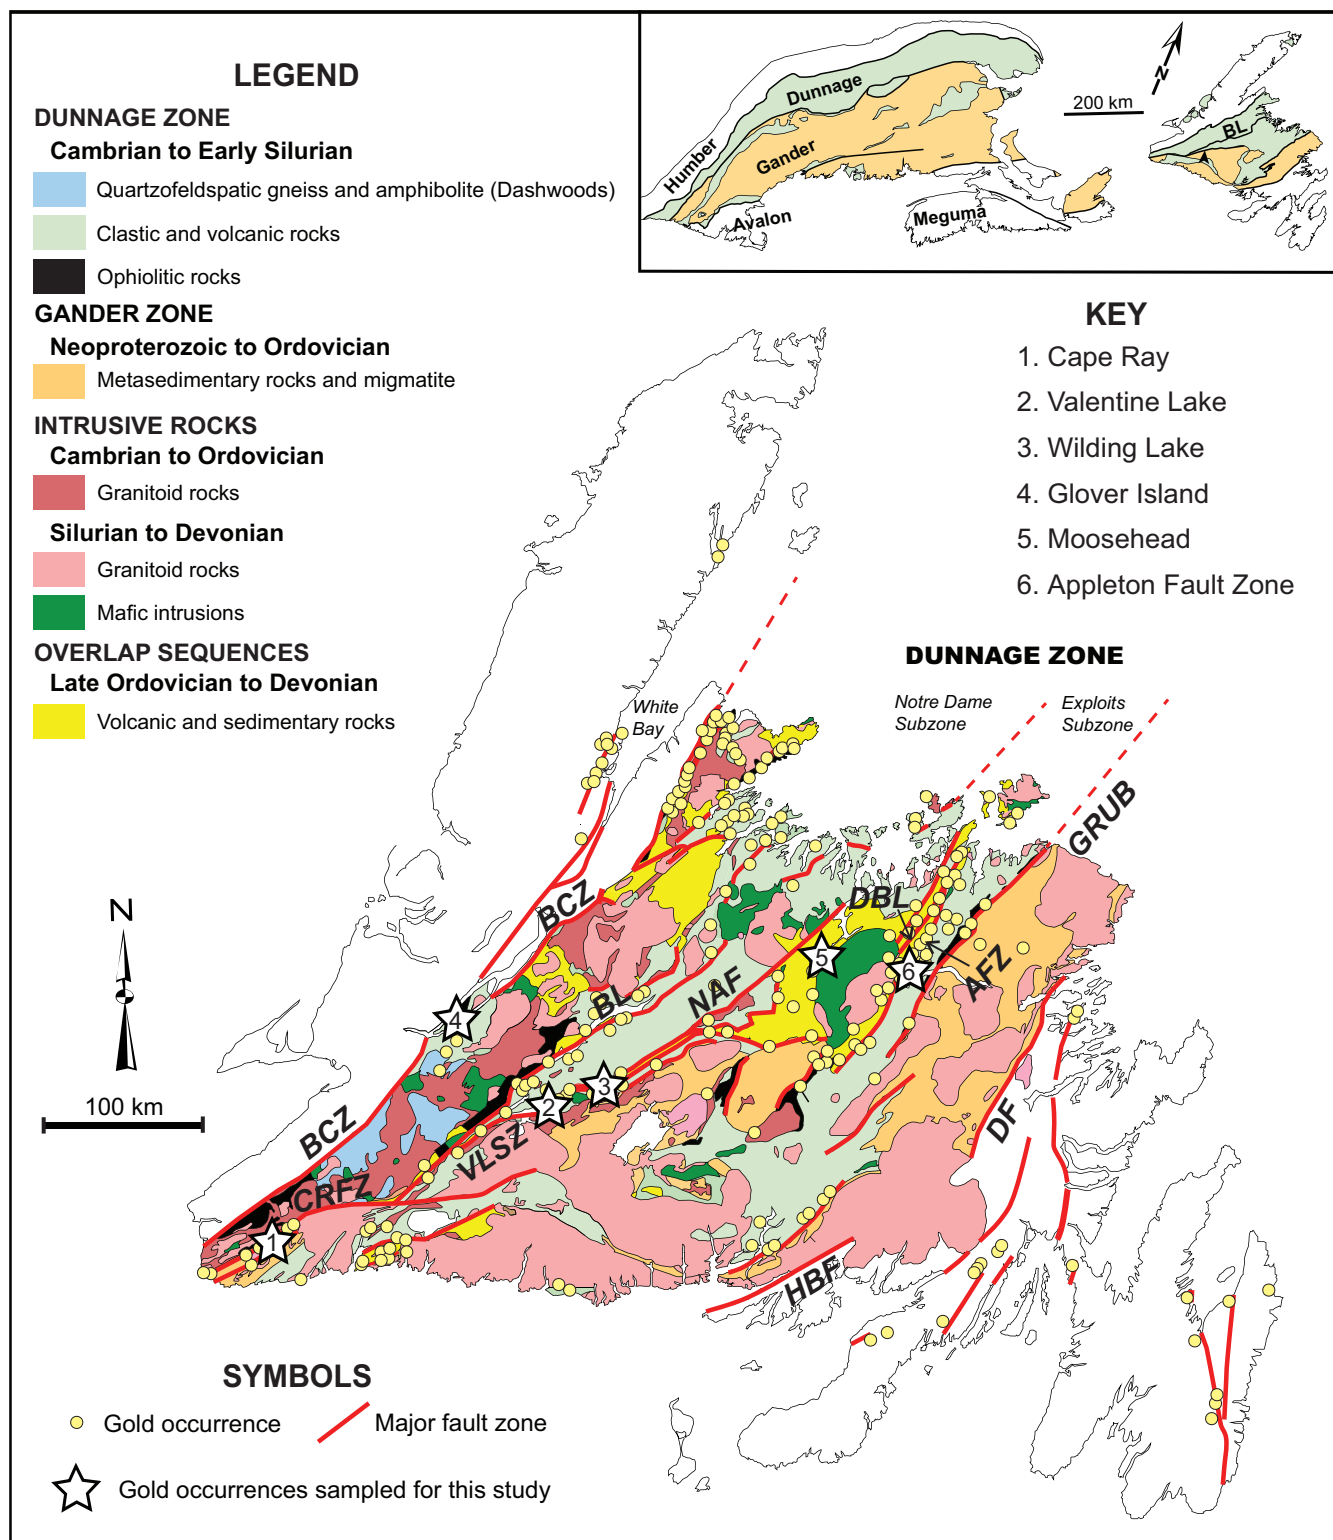 LEGEND
DUNNAGE ZONE
Cambrian to Early Silurian
Quartzofeldspatic gneiss and amphibolite (Dashwoods)
Clastic and volcanic rocks
Ophiolitic rocks
GANDER ZONE
Neoproterozoic to Ordovician
Metasedimentary rocks and migmatite
INTRUSIVE ROCKS
Cambrian to Ordovician
Granitoid rocks
Silurian to Devonian
Granitoid rocks
Mafic intrusions
OVERLAP SEQUENCES
Late Ordovician to Devonian
Volcanic and sedimentary rocks
Dunnage
Humber
Gander
Avalon
Meguma
200 km
N
BL
KEY
1. Cape Ray
2. Valentine Lake
3. Wilding Lake
4. Glover Island
5. Moosehead
6. Appleton Fault Zone
DUNNAGE ZONE
Notre Dame
Subzone
Exploits
Subzone
White
Bay
GRUB
DBL
BCZ
AFZ
NAF
BL
5
6
4
3
2
1
N
100 km
BCZ
VLSZ
CRFZ
DF
HBF
SYMBOLS
Gold occurrence
Major fault zone
Gold occurrences sampled for this study